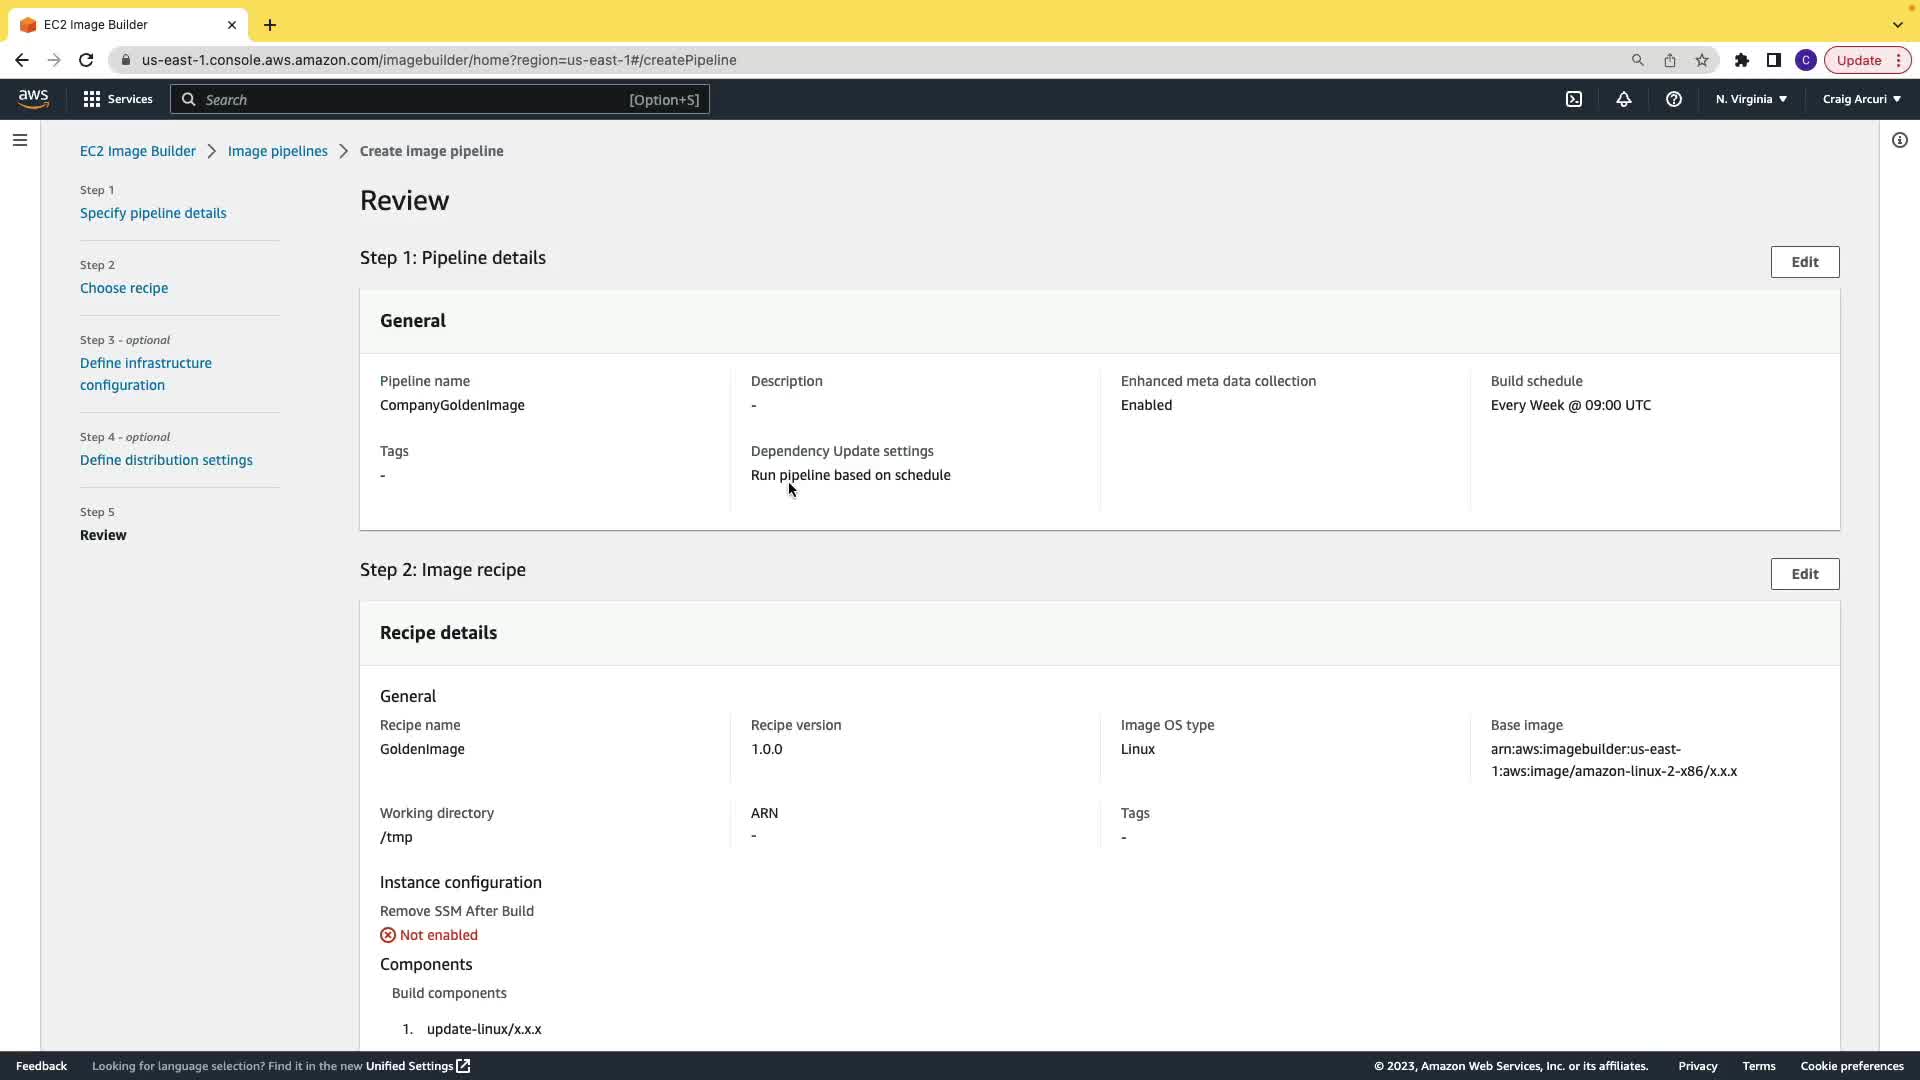 EC2 Image Builder
us-east-1.console.aws.amazon.com/imagebuilder/home?region=us-east-1#/createPipeline
C
Update
aws
Services
Search
[Option+S]
N. Virginia
Craig Arcuri
EC2 Image Builder
Image pipelines
Create image pipeline
Step 1
Specify pipeline details
Step 2
Choose recipe
Step 3 - optional
Define infrastructure
configuration
Step 4 - optional
Define distribution settings
Step 5
Review
Review
Step 1: Pipeline details
Edit
General
Pipeline name
CompanyGoldenImage
Description
-
Enhanced meta data collection
Enabled
Build schedule
Every Week @ 09:00 UTC
Tags
-
Dependency Update settings
Run pipeline based on schedule
Step 2: Image recipe
Edit
Recipe details
General
Recipe name
GoldenImage
Recipe version
1.0.0
Image OS type
Linux
Base image
arn:aws:imagebuilder:us-east-
1:aws:image/amazon-linux-2-x86/x.x.x
Working directory
/tmp
ARN
-
Tags
-
Instance configuration
Remove SSM After Build
Not enabled
Components
Build components
1. update-linux/x.x.x
Feedback
Looking for language selection? Find it in the new Unified Settings
© 2023, Amazon Web Services, Inc. or its affiliates.
Privacy
Terms
Cookie preferences